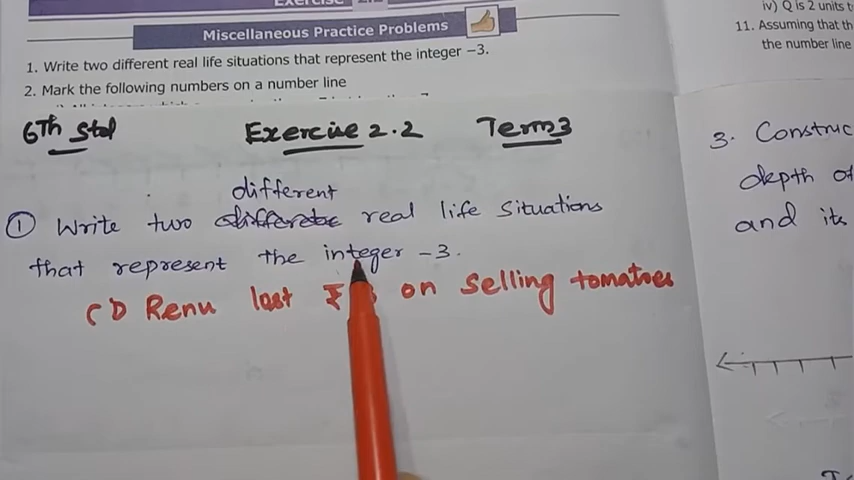 Miscellaneous Practice Problems
1. Write two different real life situations that represent the integer −3.
2. Mark the following numbers on a number line
iv) Q is 2 units t
11. Assuming that th
the number line
6Th Std Exercise 2.2 Term3
different
① Write two differetc real life situations
that represent the integer -3.
(1) Renu last ₹ on selling tomatoes
3. Construc
depth of
and its